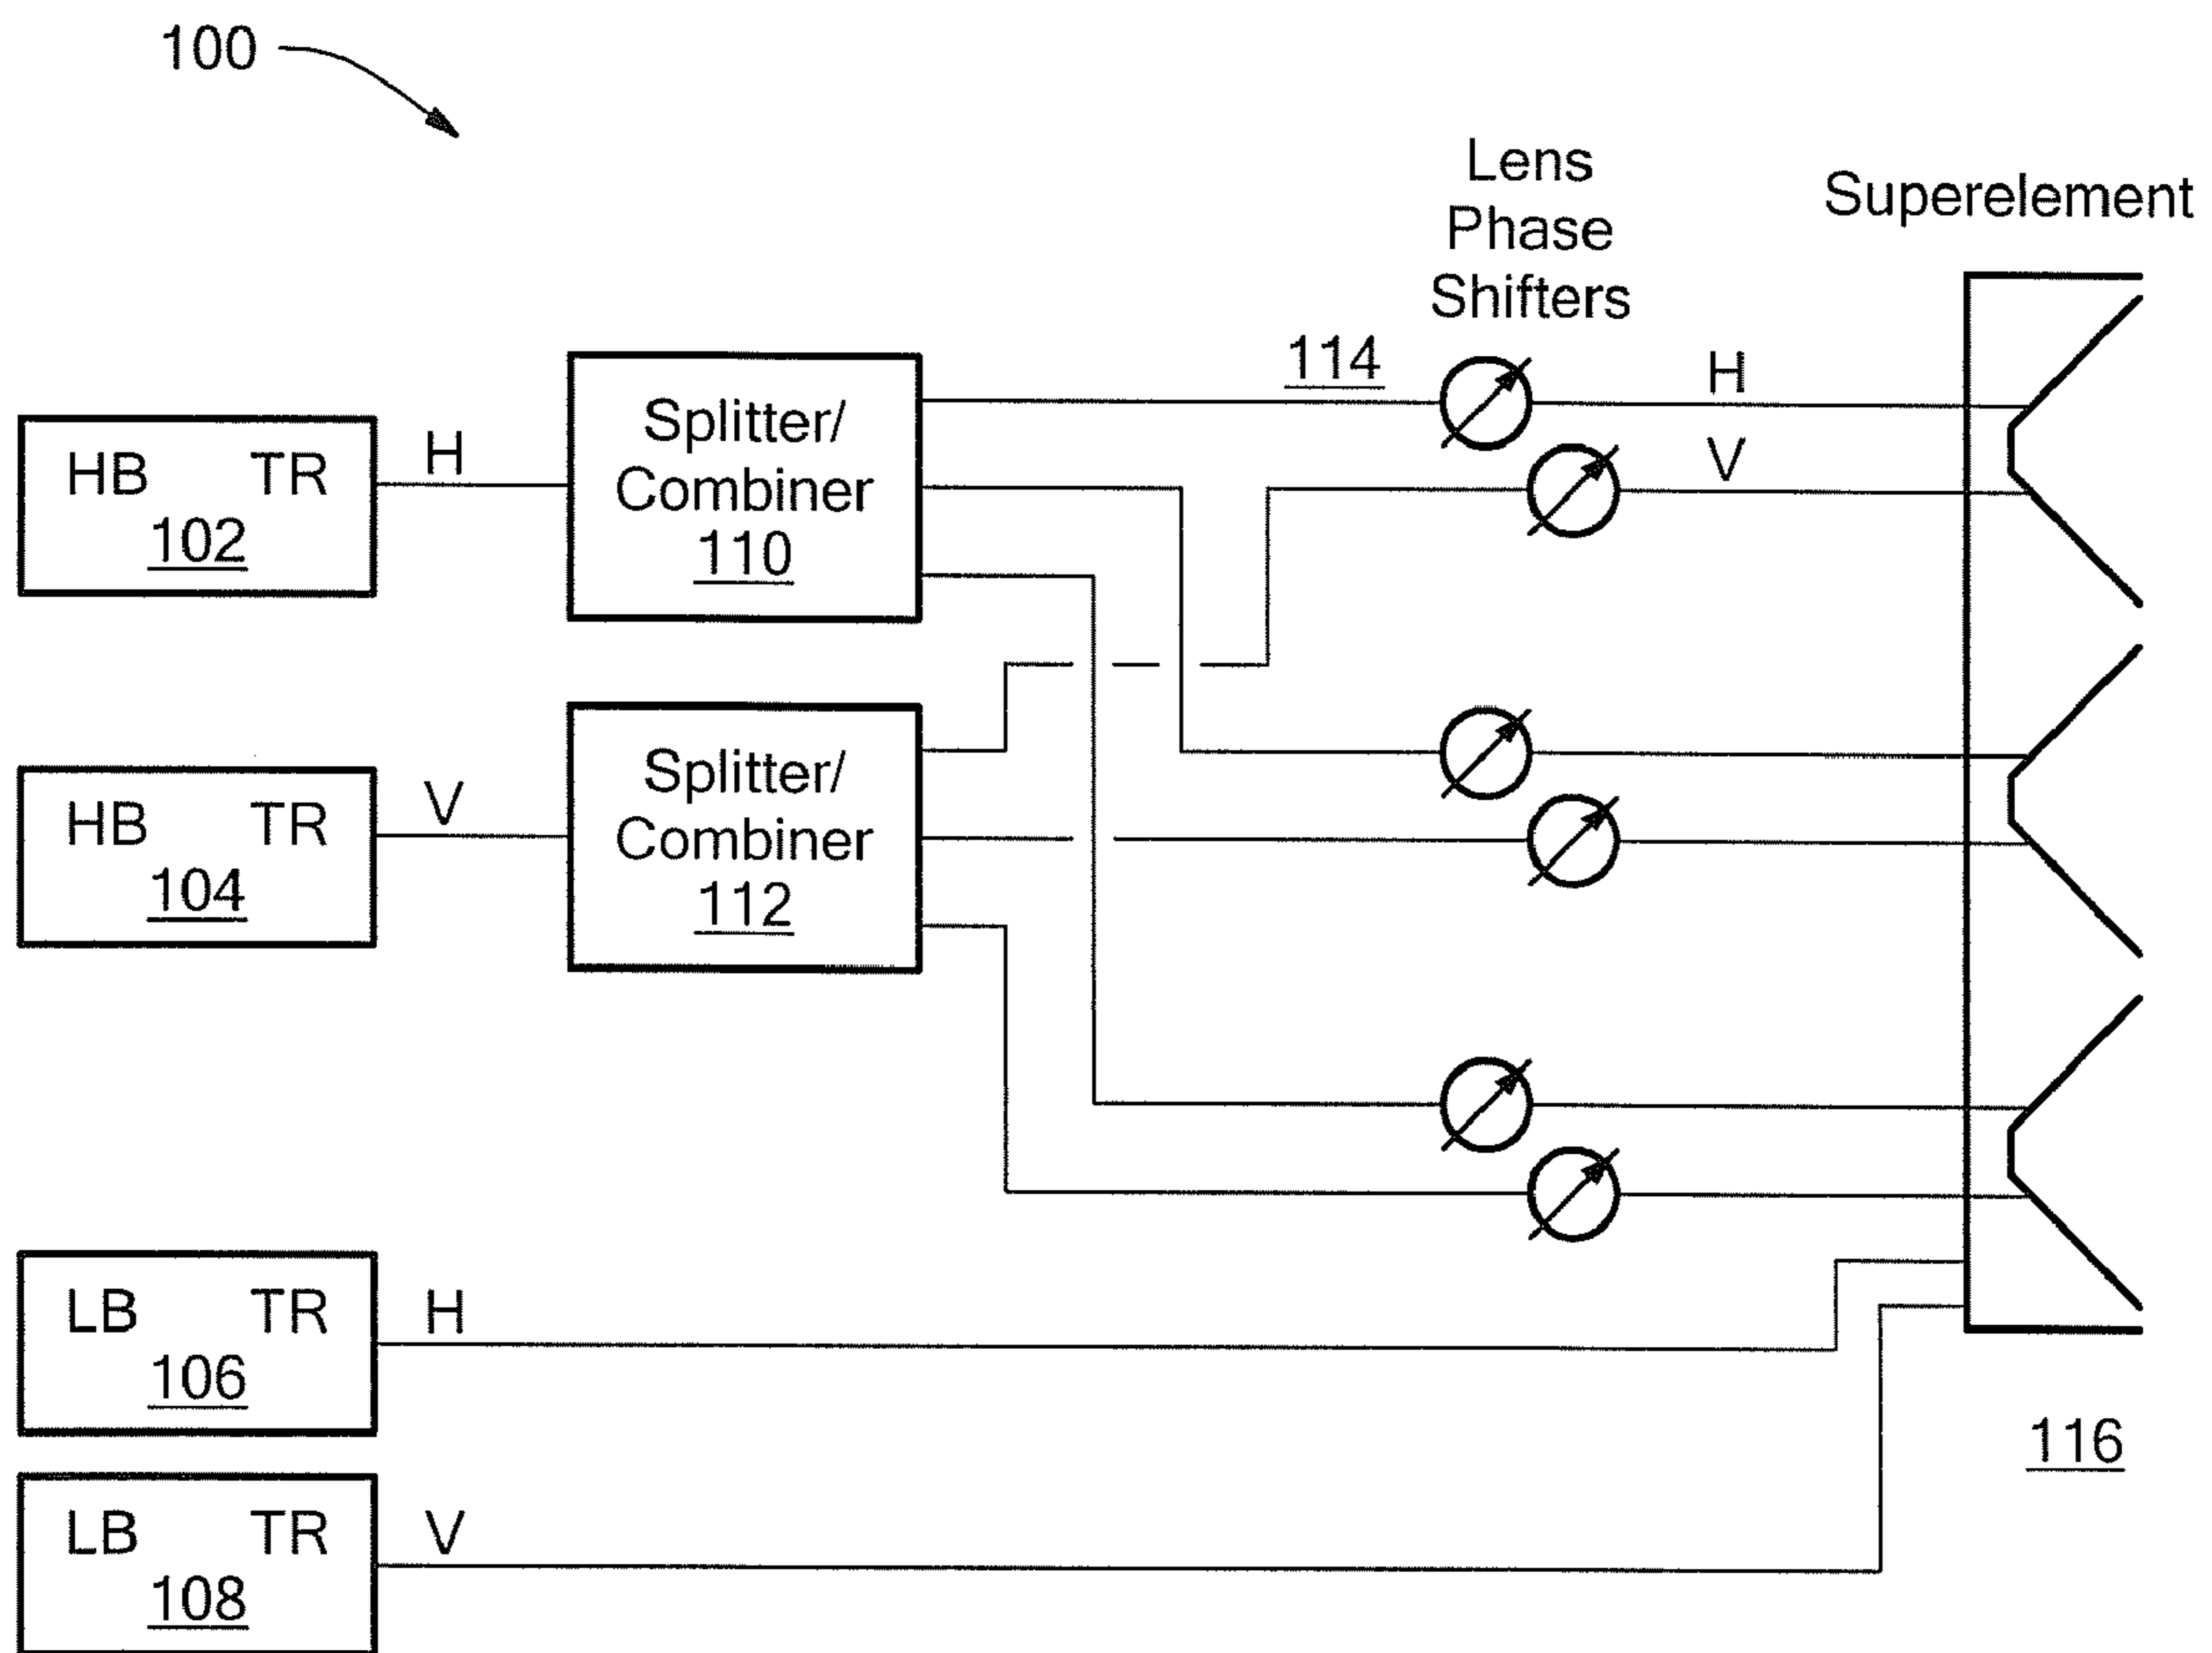 100
Lens
Phase
Shifters
Superelement
114
H
V
HB TR
102
H
Splitter/
Combiner
110
HB TR
104
V
Splitter/
Combiner
112
LB TR
106
H
LB TR
108
V
116